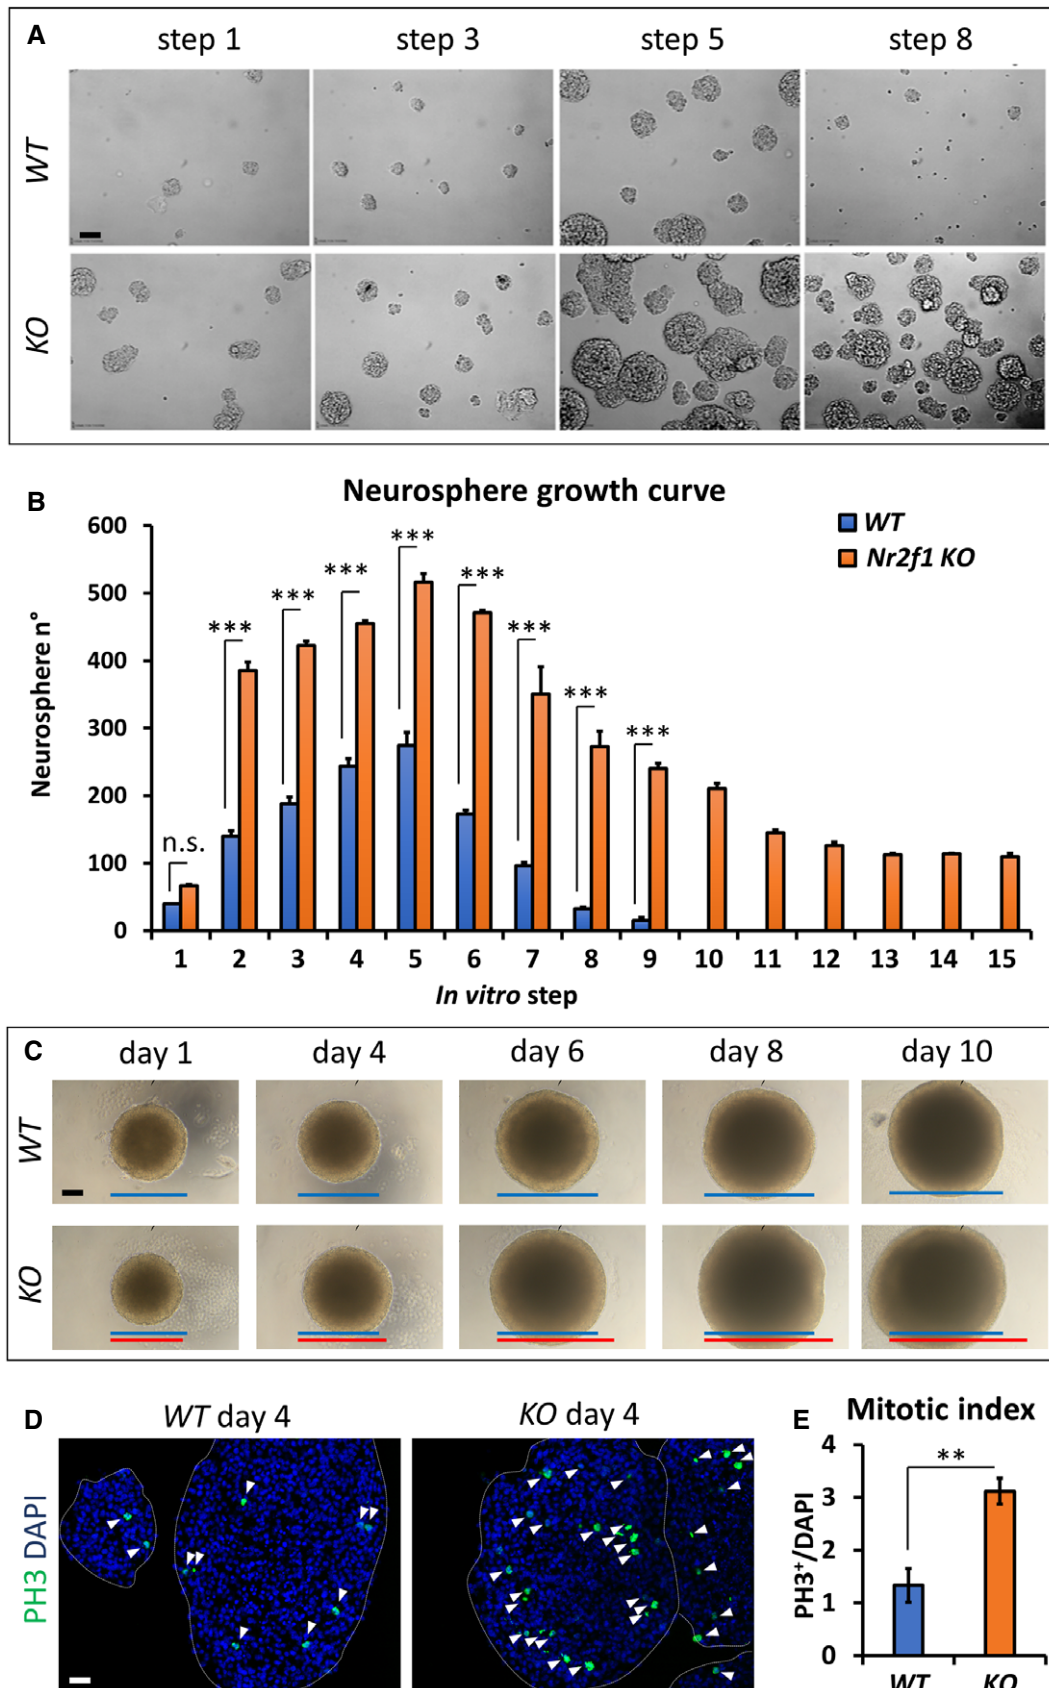 A
step 1 step 3 step 5 step 8
WT
KO
B
Neurosphere growth curve
WT
Nr2f1 KO
Neurosphere n°
600
500
400
300
200
100
0
n.s. *** *** *** *** *** *** *** ***
1 2 3 4 5 6 7 8 9 10 11 12 13 14 15
In vitro step
C
day 1 day 4 day 6 day 8 day 10
WT
KO
D
WT day 4 KO day 4
PH3 DAPI
E
Mitotic index
PH3+/DAPI
4
3
2
1
0
**
WT KO